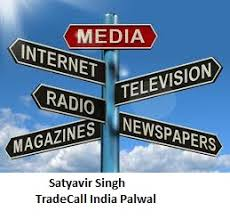 MEDIA
INTERNET
TELEVISION
RADIO
MAGAZINES
NEWSPAPERS
Satyavir Singh
TradeCall India Palwal